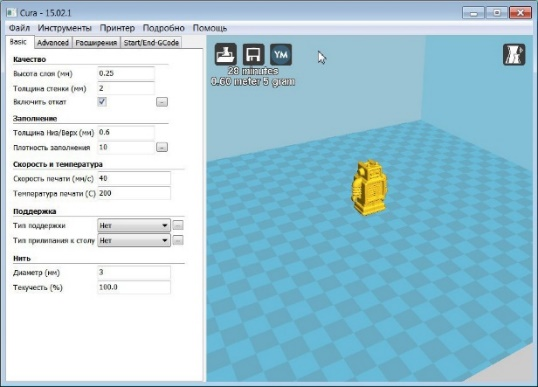 Cura - 15.02.1
Файл Инструменты Принтер Подробно Помощь
Basic Advanced Расширения Start/End-GCode
Качество
Высота слоя (мм) 0.25
Толщина стенки (мм) 2
Включить откат
Заполнение
Толщина Низ/Верх (мм) 0.6
Плотность заполнения 10
Скорость и температура
Скорость печати (мм/с) 40
Температура печати (C) 200
Поддержка
Тип поддержки Нет
Тип прилипания к столу Нет
Нить
Диаметр (мм) 3
Текучесть (%) 100.0
YM
20 minutes
0.60 meter 5 gram